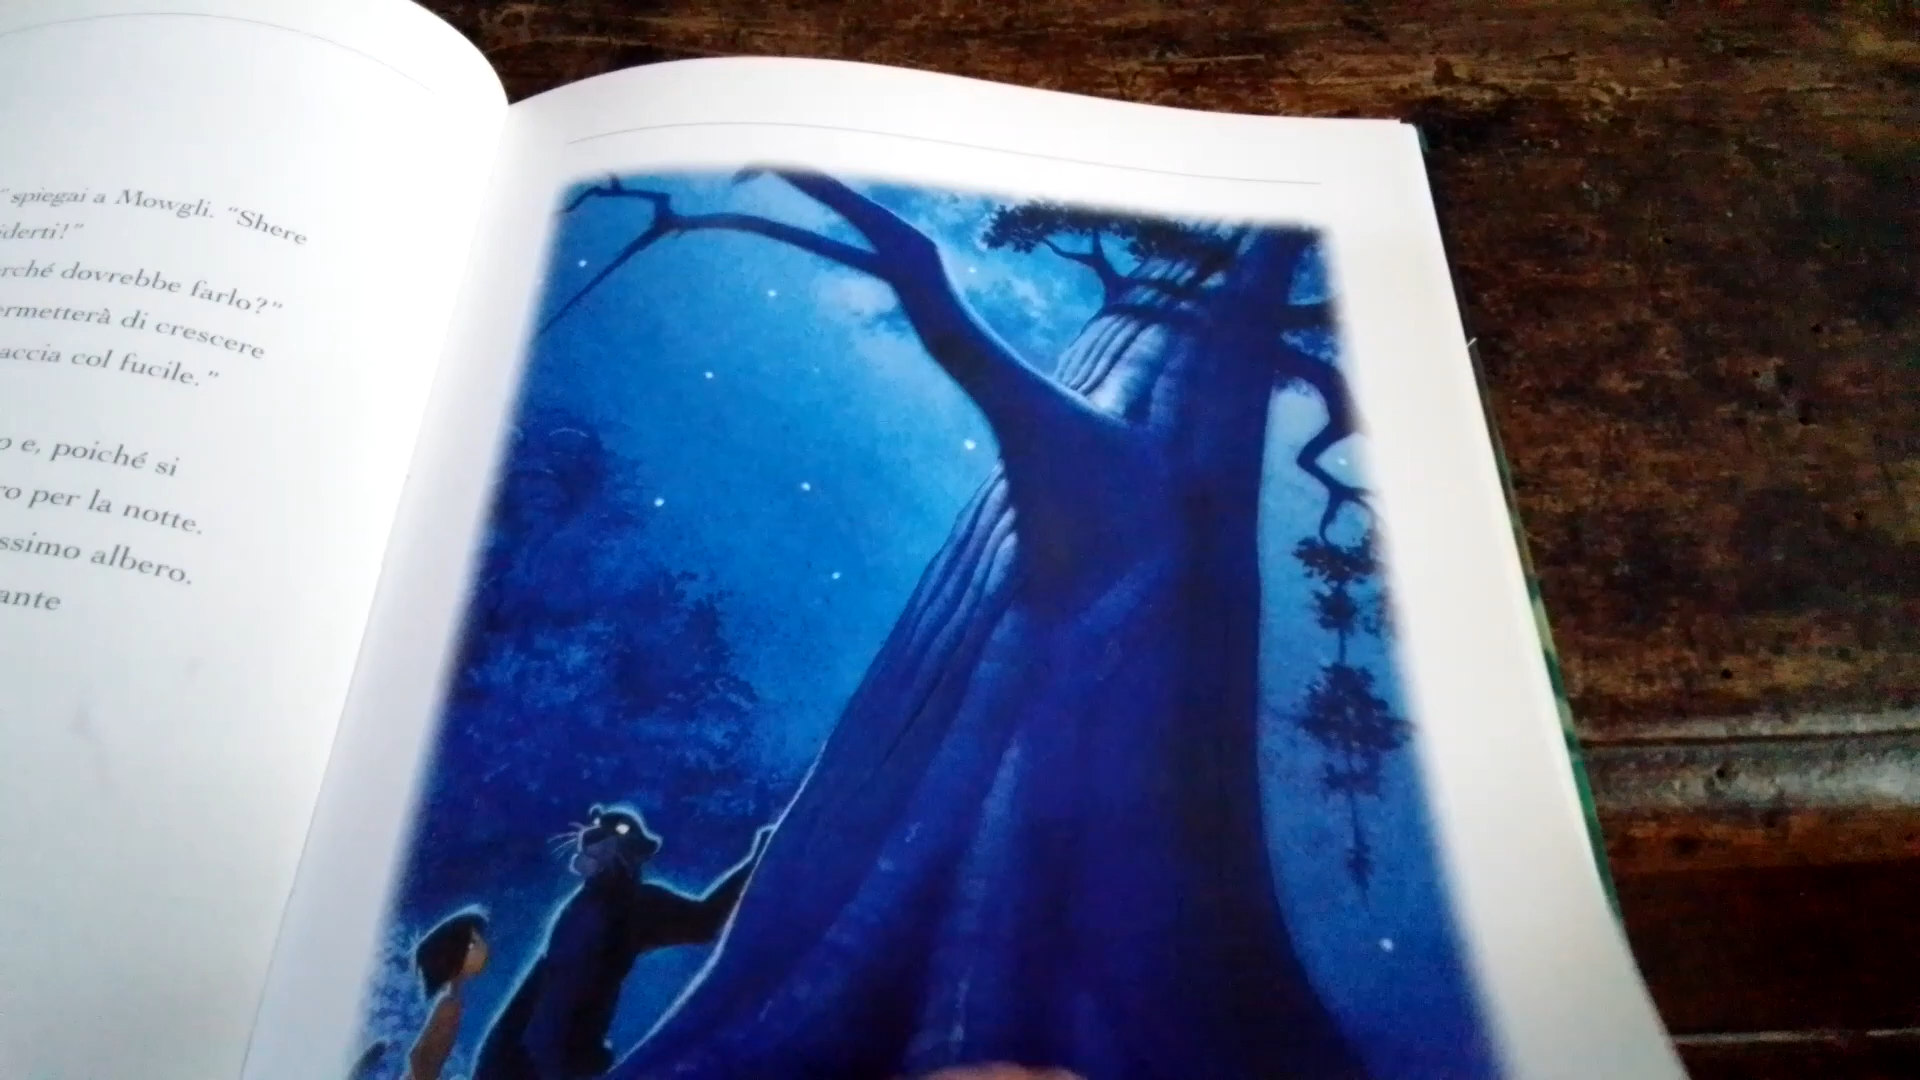 " spiegai a Mowgli. "Shere
iderti!"
rché dovrebbe farlo?"
ermetterà di crescere
accia col fucile."
o e, poiché si
ro per la notte.
ssimo albero.
ante